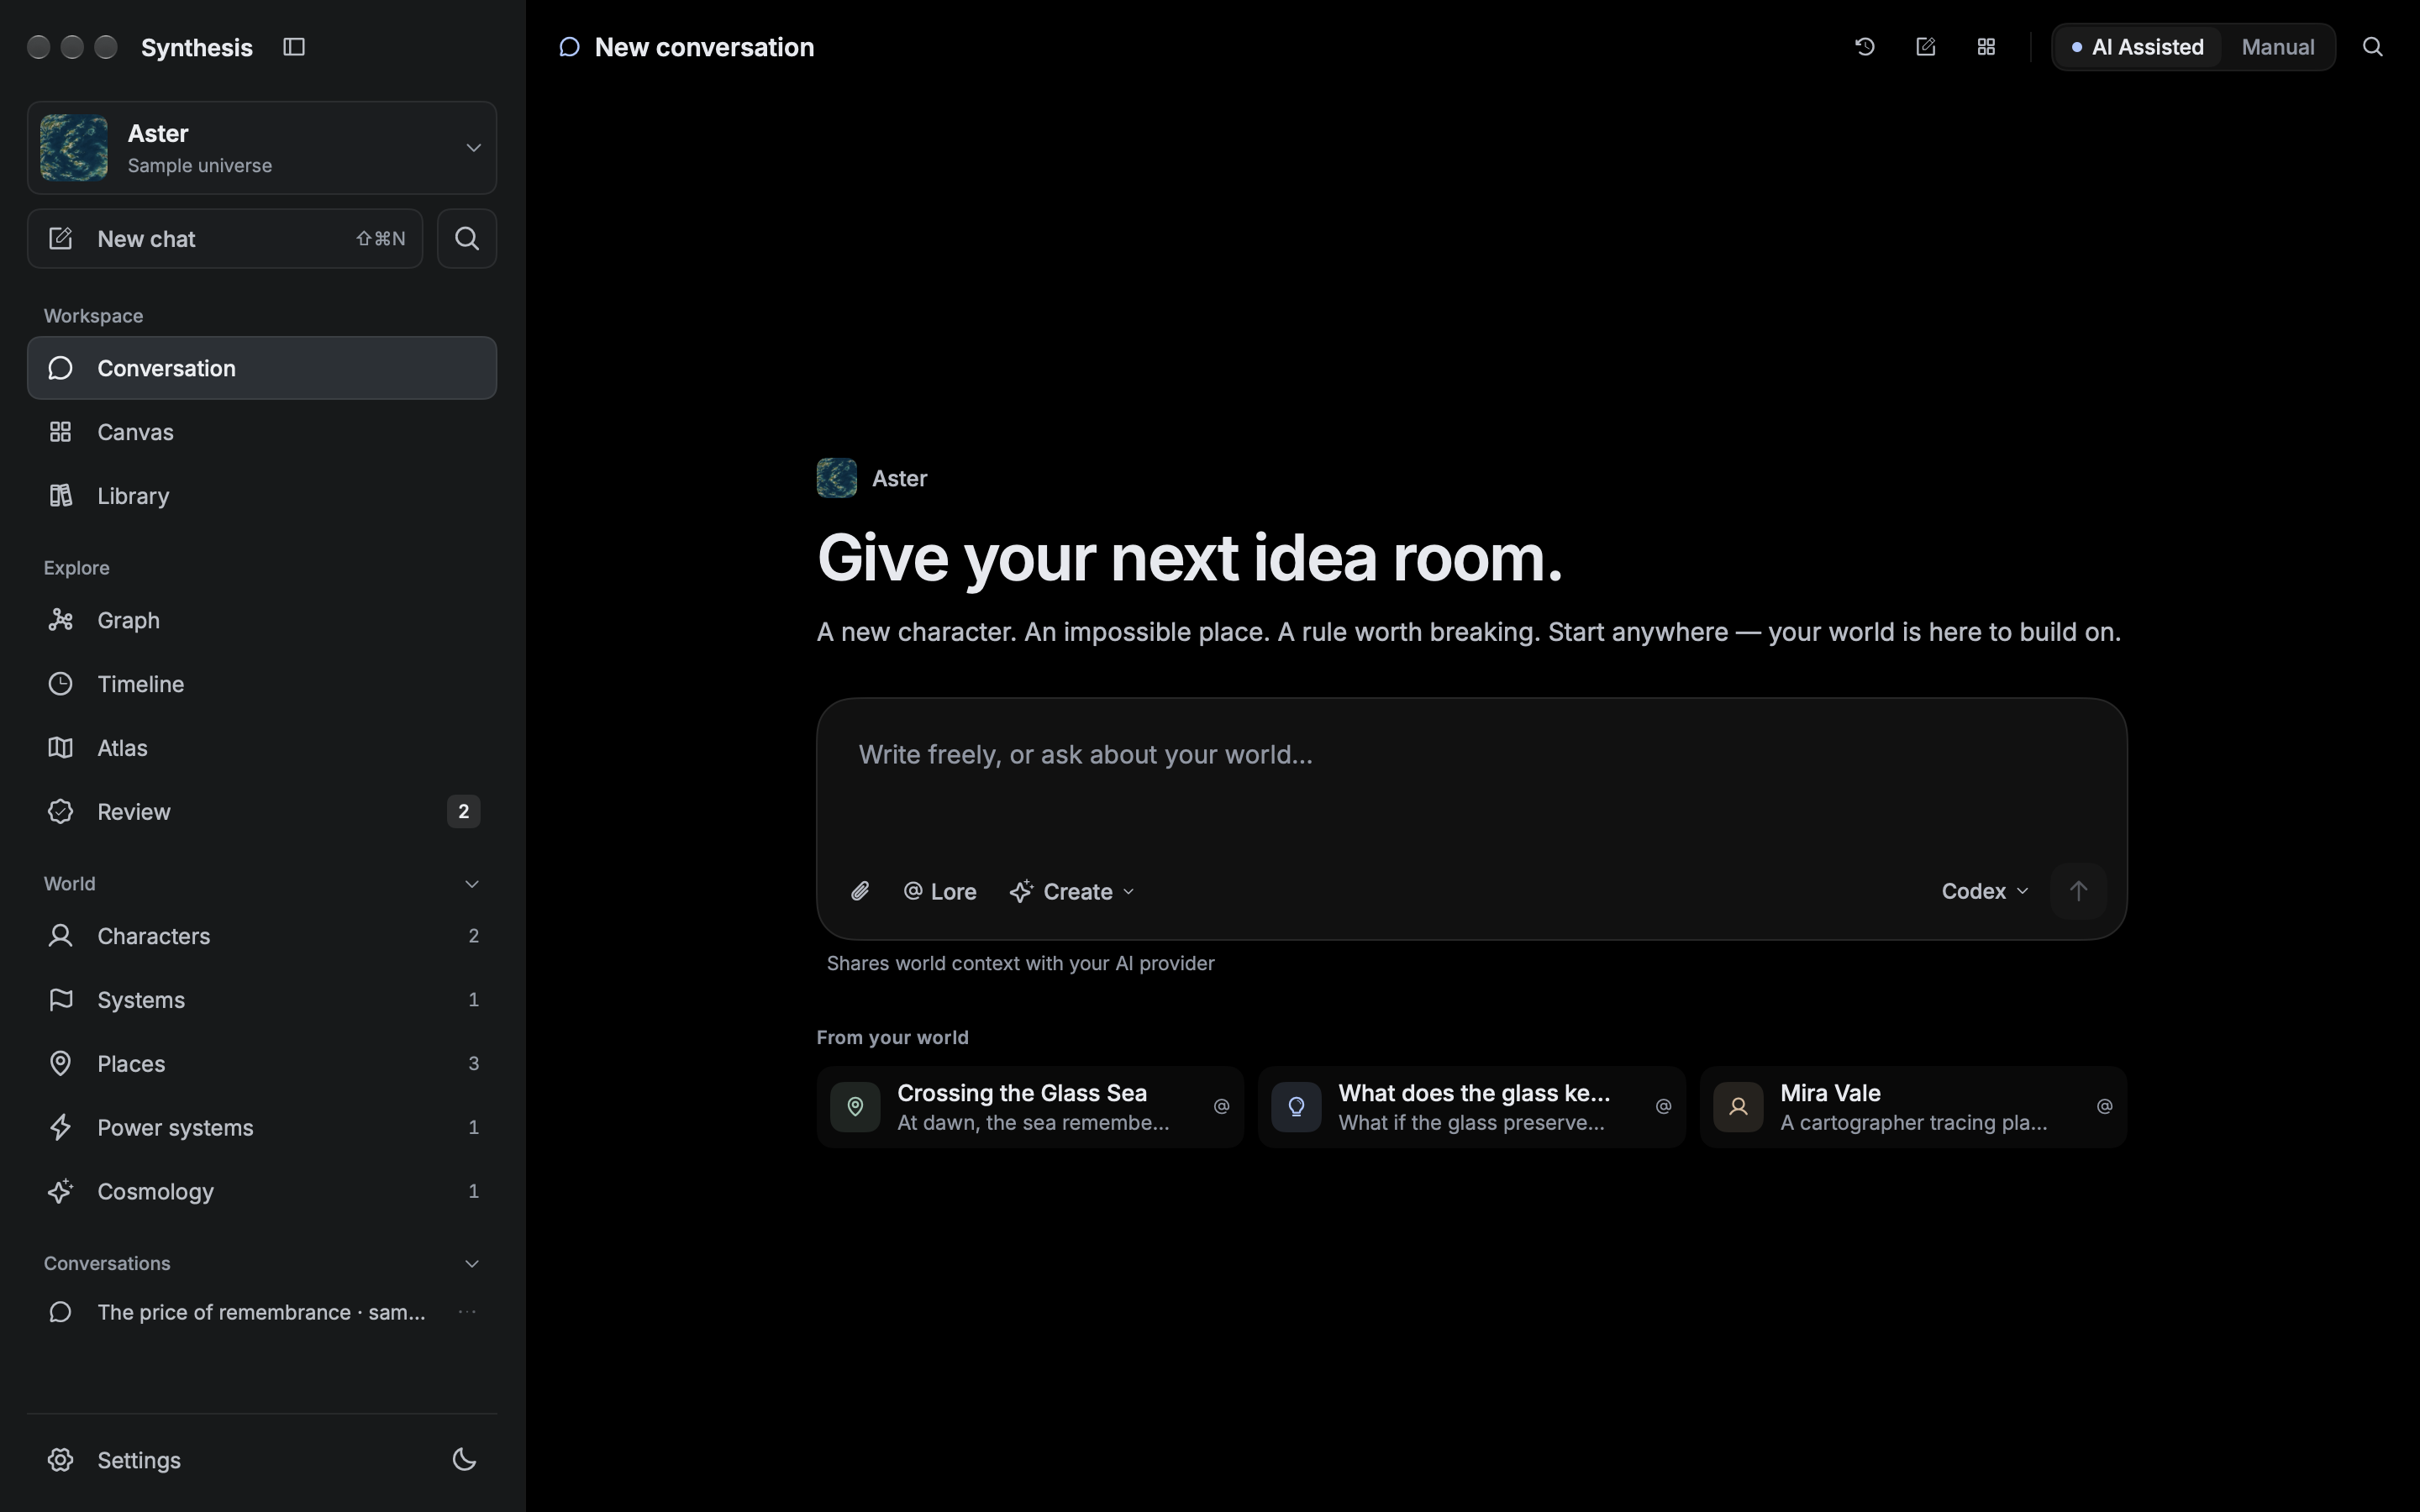 Synthesis
Aster
Sample universe
New chat ⇧⌘N
Workspace
Conversation
Canvas
Library
Explore
Graph
Timeline
Atlas
Review 2
World
Characters 2
Systems 1
Places 3
Power systems 1
Cosmology 1
Conversations
The price of remembrance · sam...
Settings
New conversation
AI Assisted Manual
Aster
Give your next idea room.
A new character. An impossible place. A rule worth breaking. Start anywhere — your world is here to build on.
Write freely, or ask about your world...
@ Lore Create Codex
Shares world context with your AI provider
From your world
Crossing the Glass Sea
At dawn, the sea remembe... @
What does the glass ke...
What if the glass preserve... @
Mira Vale
A cartographer tracing pla... @